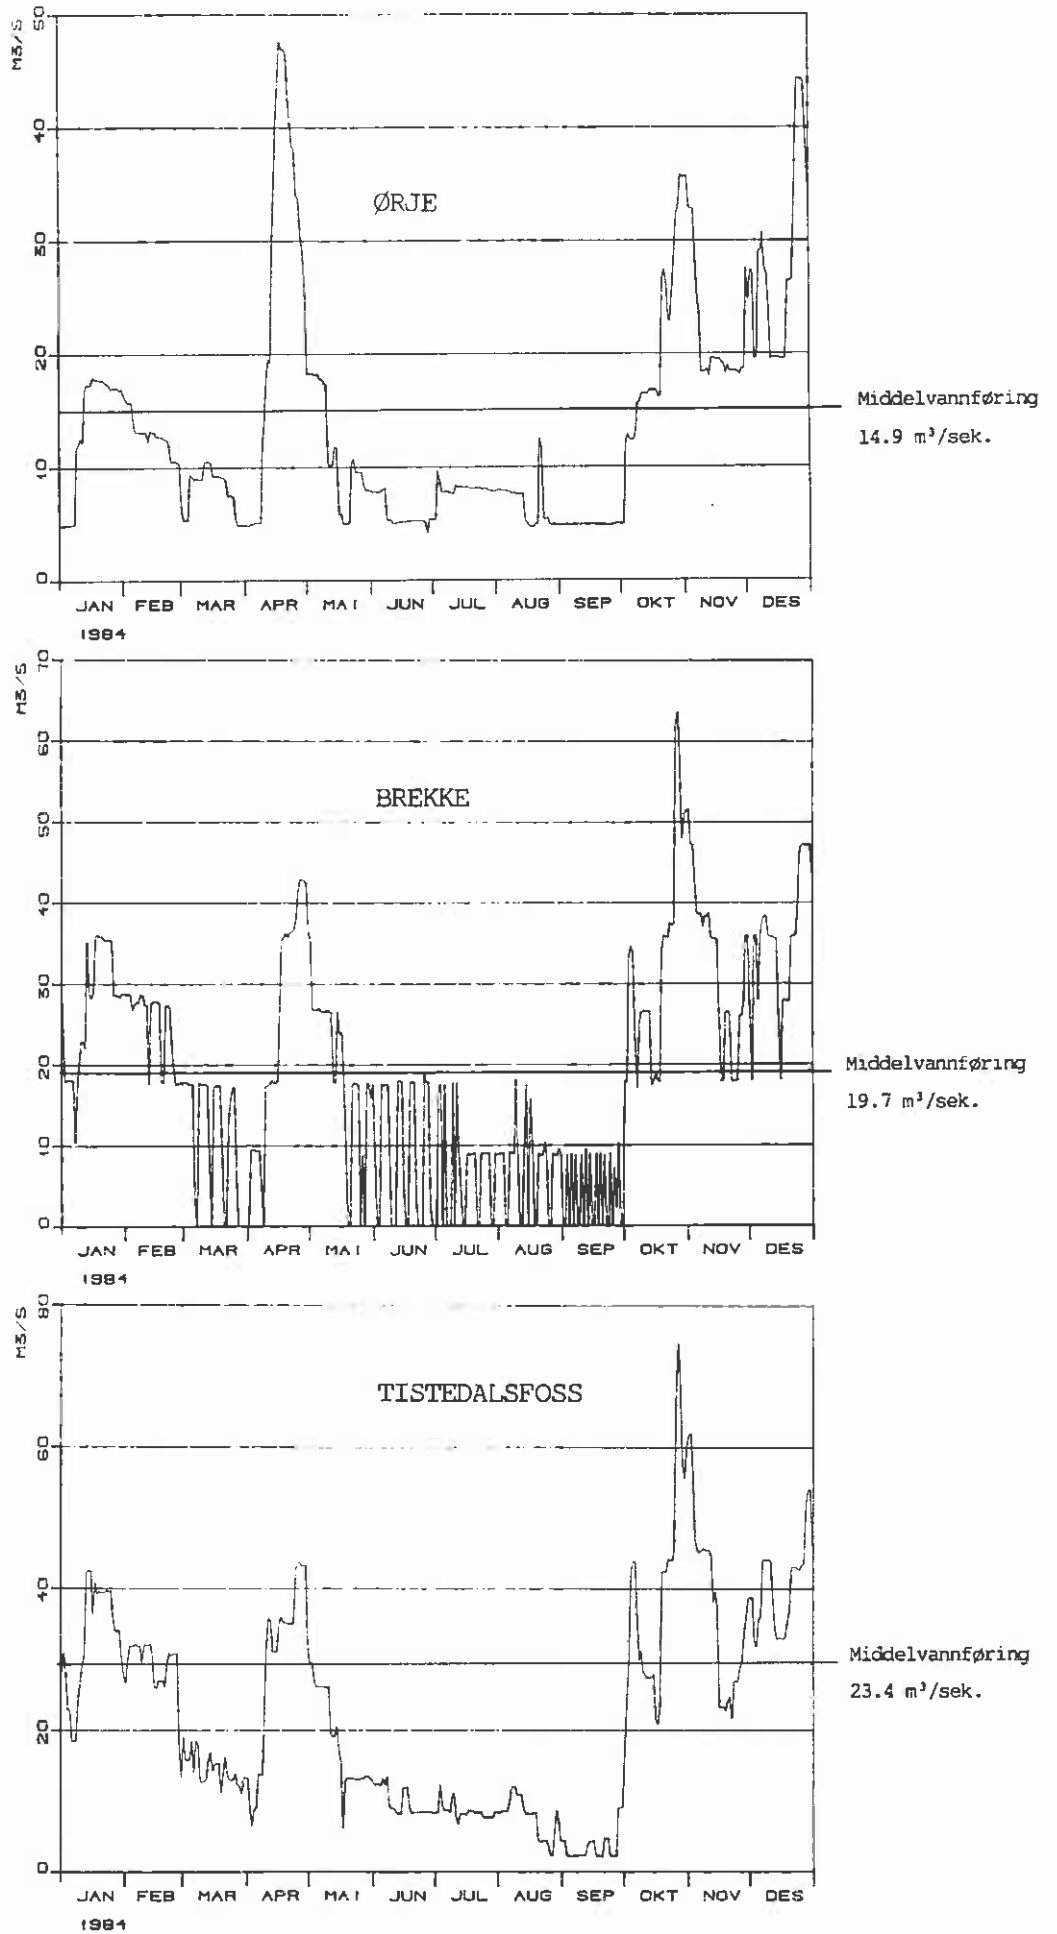 M3/S
50
40
30
20
10
0
ØRJE
Middelvannføring
14.9 m³/sek.
JAN FEB MAR APR MAI JUN JUL AUG SEP OKT NOV DES
1984
M3/S
70
60
50
40
30
20
10
0
BREKKE
Middelvannføring
19.7 m³/sek.
JAN FEB MAR APR MAI JUN JUL AUG SEP OKT NOV DES
1984
M3/S
80
60
40
20
0
TISTEDALSFOSS
Middelvannføring
23.4 m³/sek.
JAN FEB MAR APR MAI JUN JUL AUG SEP OKT NOV DES
1984